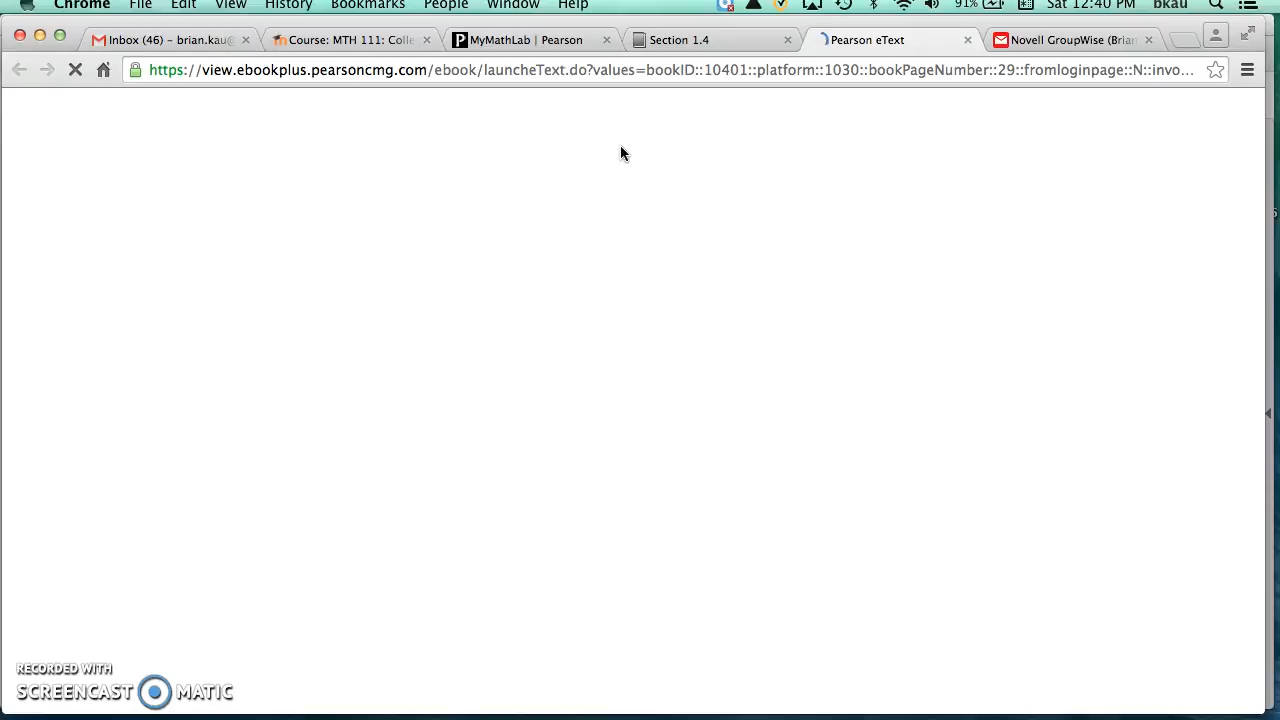 Chrome File Edit View History Bookmarks People Window Help 91% Sat 12:40 PM bkau
Inbox (46) – brian.kau@ Course: MTH 111: Colle MyMathLab | Pearson Section 1.4 Pearson eText Novell GroupWise (Brian
https://view.ebookplus.pearsoncmg.com/ebook/launcheText.do?values=bookID::10401::platform::1030::bookPageNumber::29::fromloginpage::N::invo...
RECORDED WITH
SCREENCAST MATIC